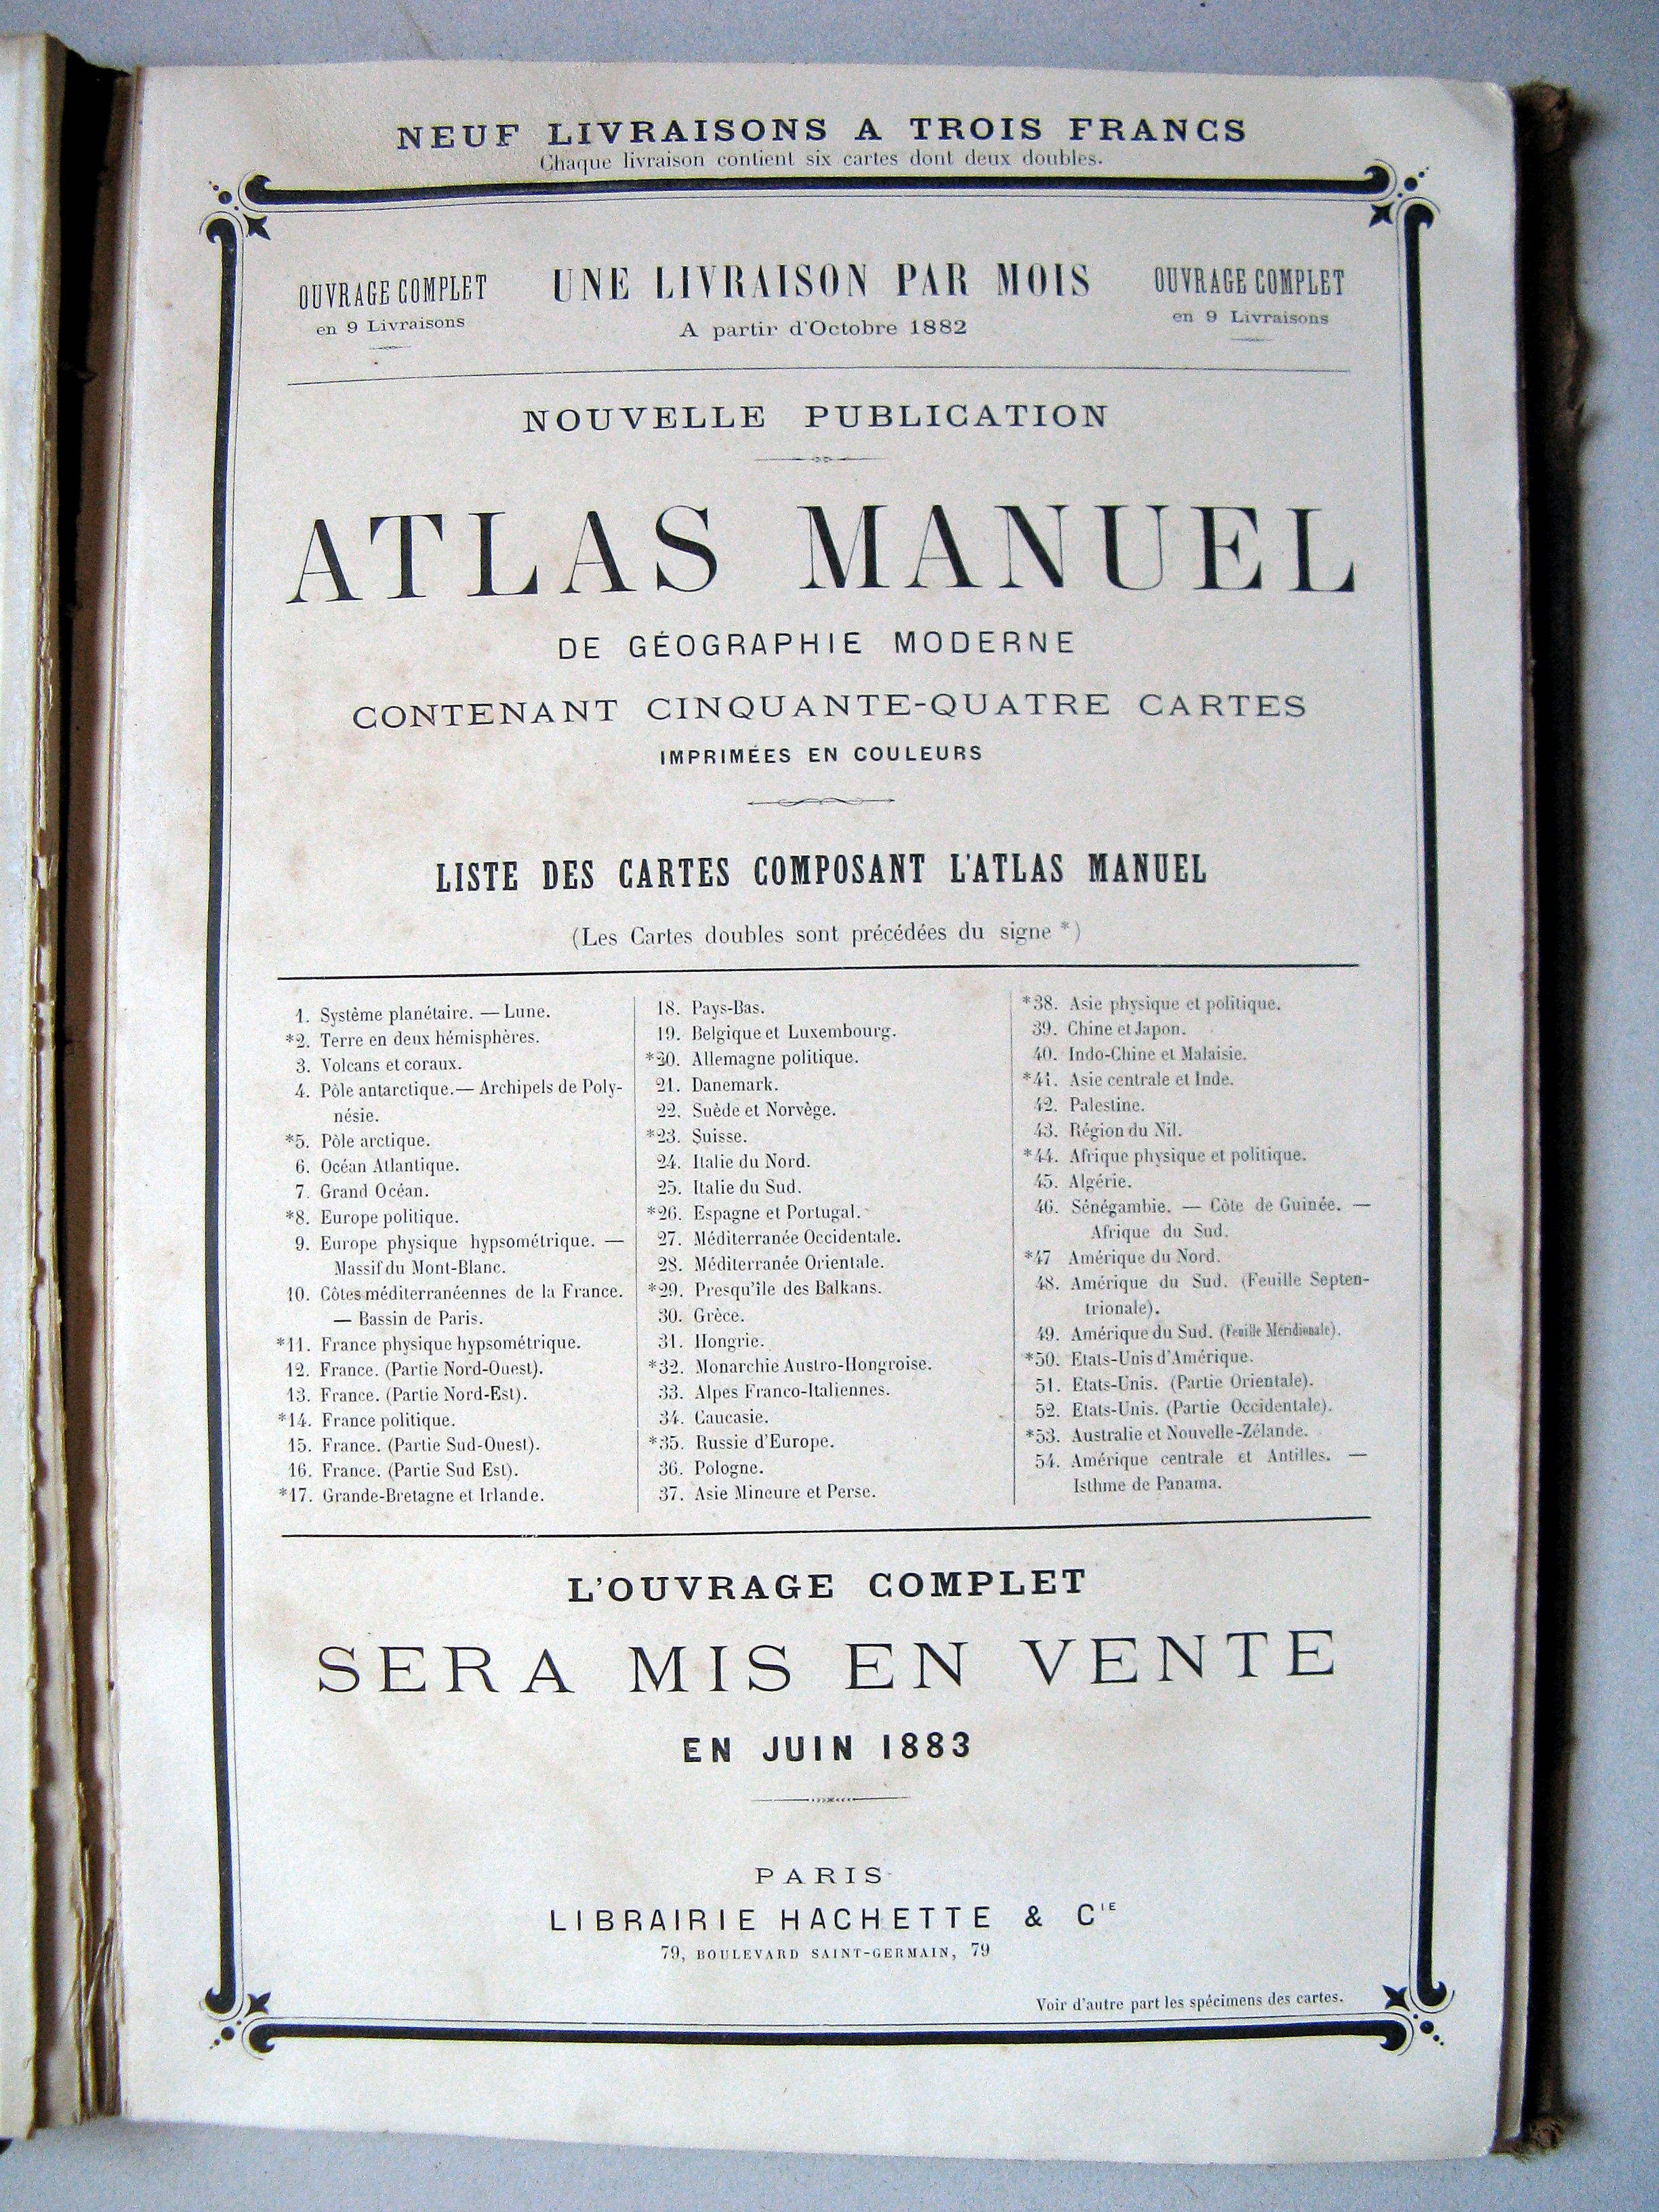 NEUF LIVRAISONS A TROIS FRANCS
Chaque livraison contient six cartes dont deux doubles.
OUVRAGE COMPLET
en 9 Livraisons
UNE LIVRAISON PAR MOIS
A partir d'Octobre 1882
OUVRAGE COMPLET
en 9 Livraisons
NOUVELLE PUBLICATION
ATLAS MANUEL
DE GÉOGRAPHIE MODERNE
CONTENANT CINQUANTE-QUATRE CARTES
IMPRIMÉES EN COULEURS
LISTE DES CARTES COMPOSANT L'ATLAS MANUEL
(Les Cartes doubles sont précédées du signe *)
1. Système planétaire. — Lune.
*2. Terre en deux hémisphères.
3. Volcans et coraux.
4. Pôle antarctique. — Archipels de Poly-
nésie.
*5. Pôle arctique.
6. Océan Atlantique.
7. Grand Océan.
*8. Europe politique.
9. Europe physique hypsométrique. —
Massif du Mont-Blanc.
10. Côtes méditerranéennes de la France.
— Bassin de Paris.
*11. France physique hypsométrique.
12. France. (Partie Nord-Ouest).
13. France. (Partie Nord-Est).
*14. France politique.
15. France. (Partie Sud-Ouest).
16. France. (Partie Sud Est).
*17. Grande-Bretagne et Irlande.
18. Pays-Bas.
19. Belgique et Luxembourg.
*20. Allemagne politique.
21. Danemark.
22. Suède et Norvège.
*23. Suisse.
24. Italie du Nord.
25. Italie du Sud.
*26. Espagne et Portugal.
27. Méditerranée Occidentale.
28. Méditerranée Orientale.
*29. Presqu'île des Balkans.
30. Grèce.
31. Hongrie.
*32. Monarchie Austro-Hongroise.
33. Alpes Franco-Italiennes.
34. Caucasie.
*35. Russie d'Europe.
36. Pologne.
37. Asie Mineure et Perse.
*38. Asie physique et politique.
39. Chine et Japon.
40. Indo-Chine et Malaisie.
*41. Asie centrale et Inde.
42. Palestine.
43. Région du Nil.
*44. Afrique physique et politique.
45. Algérie.
46. Sénégambie. — Côte de Guinée. —
Afrique du Sud.
*47 Amérique du Nord.
48. Amérique du Sud. (Feuille Septen-
trionale).
49. Amérique du Sud. (Feuille Méridionale).
*50. Etats-Unis d'Amérique.
51. Etats-Unis. (Partie Orientale).
52. Etats-Unis. (Partie Occidentale).
*53. Australie et Nouvelle-Zélande.
54. Amérique centrale et Antilles. —
Isthme de Panama.
L'OUVRAGE COMPLET
SERA MIS EN VENTE
EN JUIN 1883
PARIS
LIBRAIRIE HACHETTE & CIE
79, BOULEVARD SAINT-GERMAIN, 79
Voir d'autre part les spécimens des cartes.